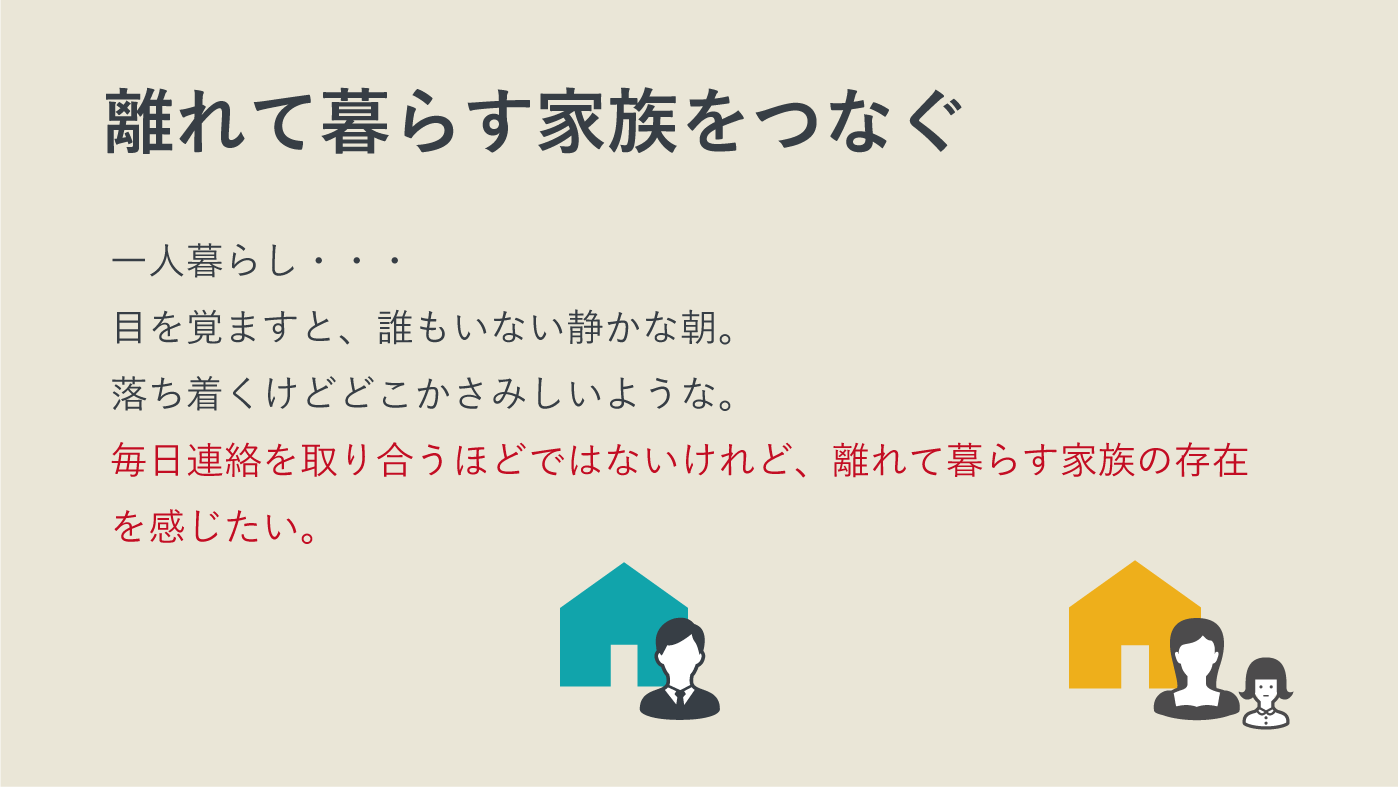 離れて暮らす家族をつなぐ
一人暮らし・・・
目を覚ますと、誰もいない静かな朝。
落ち着くけどどこかさみしいような。
毎日連絡を取り合うほどではないけれど、離れて暮らす家族の存在
を感じたい。